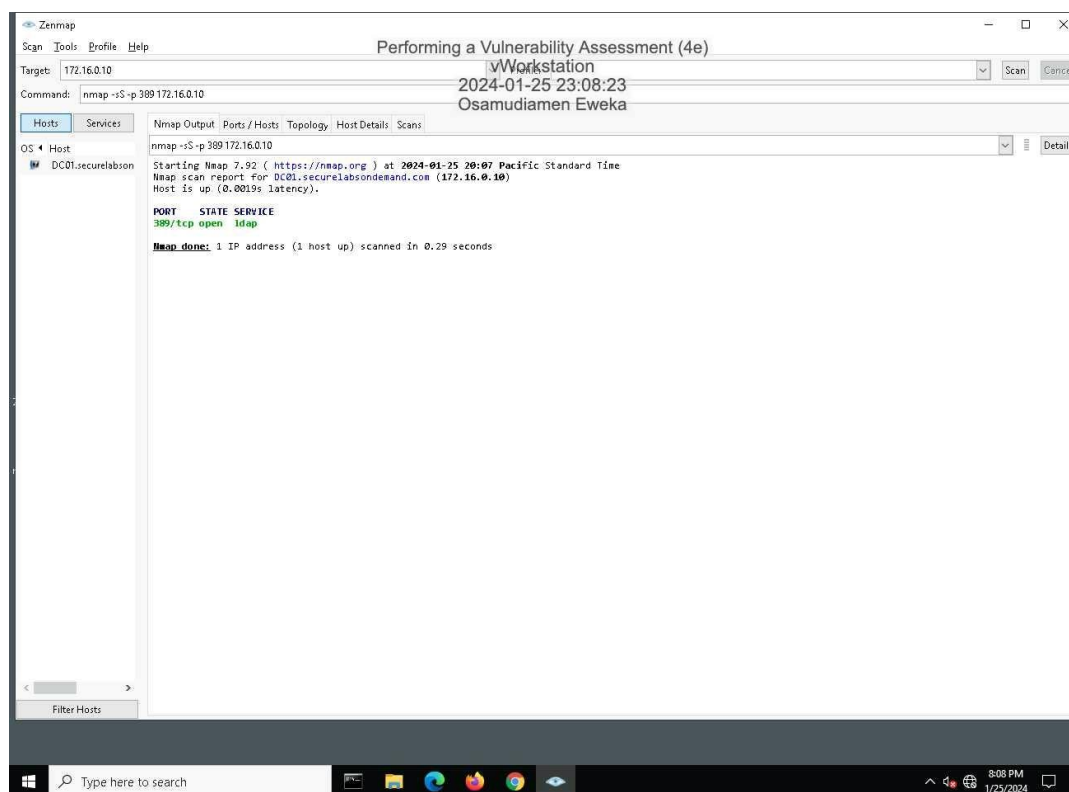 Zenmap
Scan Tools Profile Help
Performing a Vulnerability Assessment (4e)
vWorkstation
2024-01-25 23:08:23
Osamudiamen Eweka
Target: 172.16.0.10
Scan
Command: nmap -sS -p 389 172.16.0.10
Hosts Services
Nmap Output Ports / Hosts Topology Host Details Scans
OS Host
nmap -sS -p 389 172.16.0.10
Detail
DC01.securelabson
Starting Nmap 7.92 ( https://nmap.org ) at 2024-01-25 20:07 Pacific Standard Time
Nmap scan report for DC01.securelabsondemand.com (172.16.0.10)
Host is up (0.0019s latency).
PORT STATE SERVICE
389/tcp open ldap
Nmap done: 1 IP address (1 host up) scanned in 0.29 seconds
Filter Hosts
Type here to search
8:08 PM
1/25/2024